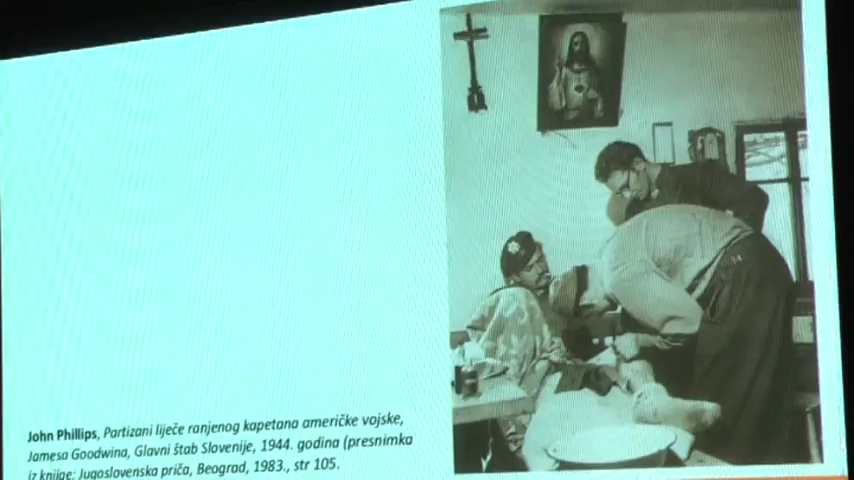 John Phillips, Partizani liječe ranjenog kapetana američke vojske,
Jamesa Goodwina, Glavni štab Slovenije, 1944. godina (presnimka
iz knjige: Jugoslovenska priča, Beograd, 1983., str 105.